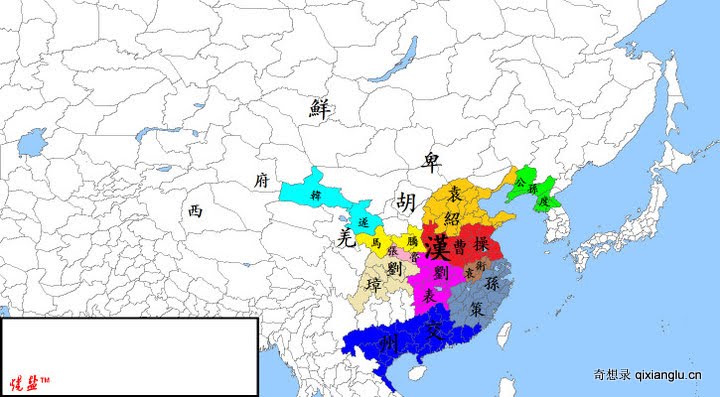 鮮
卑
府
西
胡
羌
韓
遂
馬
騰
張
魯
劉
璋
袁
紹
公孫度
漢
曹操
劉
表
袁術
孫
策
交
州
烤盐™
奇想录 qixianglu.cn